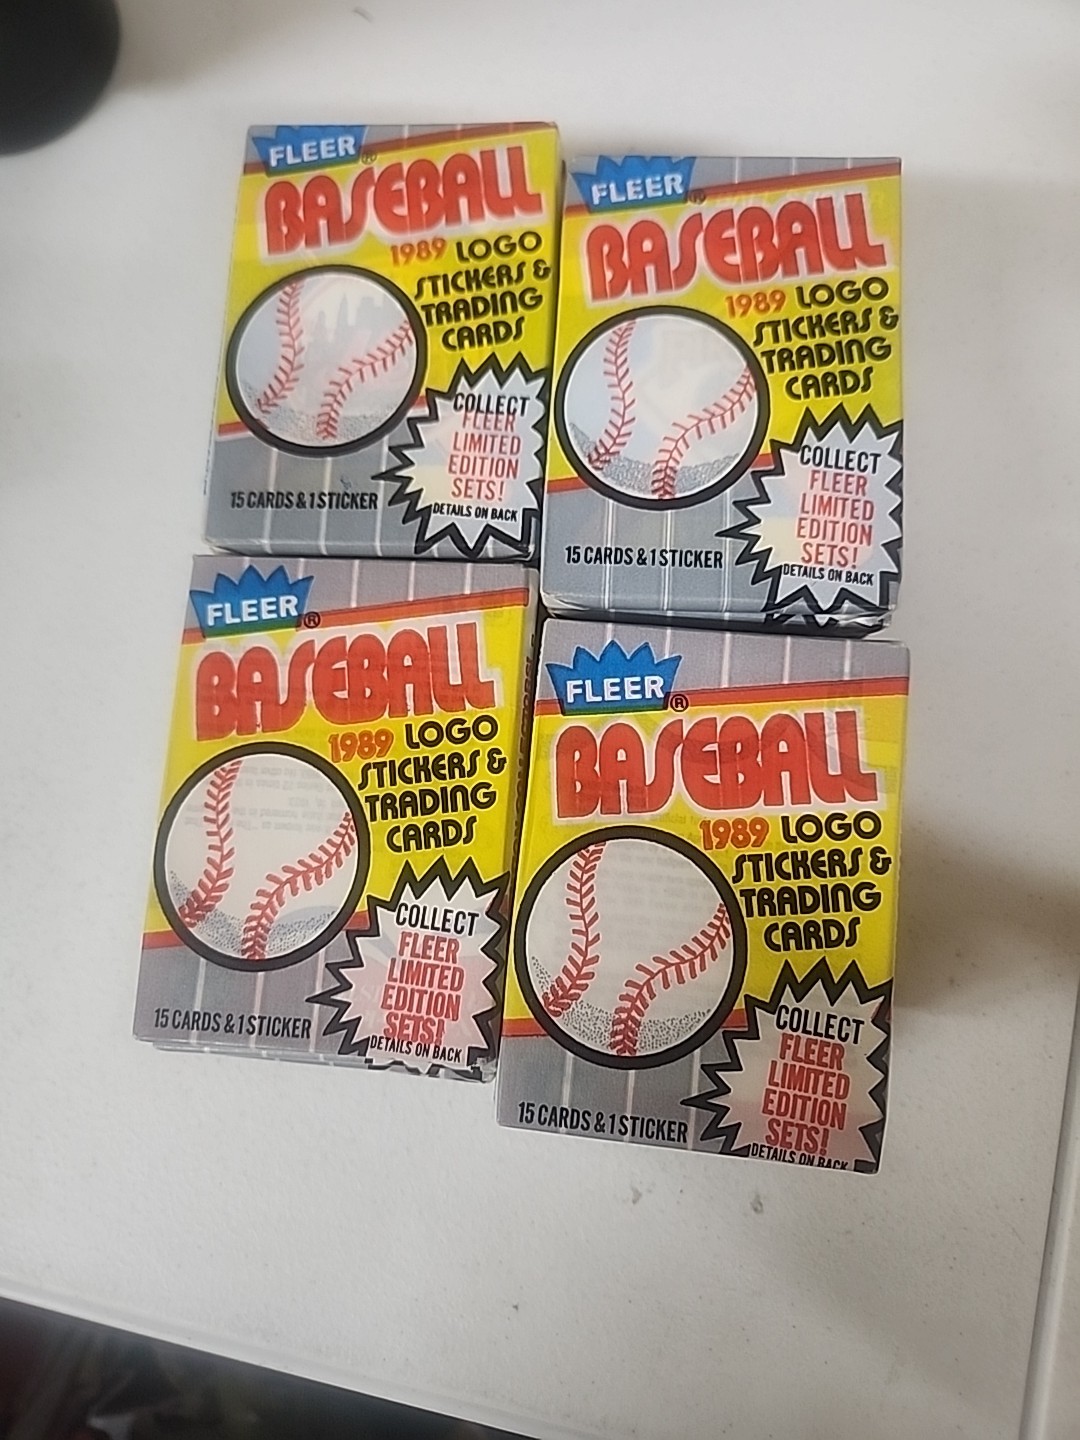 FLEER®
BASEBALL
1989 LOGO
STICKERS &
TRADING
CARDS
COLLECT
FLEER
LIMITED
EDITION
SETS!
DETAILS ON BACK
15 CARDS & 1 STICKER
FLEER®
BASEBALL
1989 LOGO
STICKERS &
TRADING
CARDS
COLLECT
FLEER
LIMITED
EDITION
SETS!
DETAILS ON BACK
15 CARDS & 1 STICKER
FLEER®
BASEBALL
1989 LOGO
STICKERS &
TRADING
CARDS
COLLECT
FLEER
LIMITED
EDITION
SETS!
DETAILS ON BACK
15 CARDS & 1 STICKER
FLEER®
BASEBALL
1989 LOGO
STICKERS &
TRADING
CARDS
COLLECT
FLEER
LIMITED
EDITION
SETS!
DETAILS ON BACK
15 CARDS & 1 STICKER